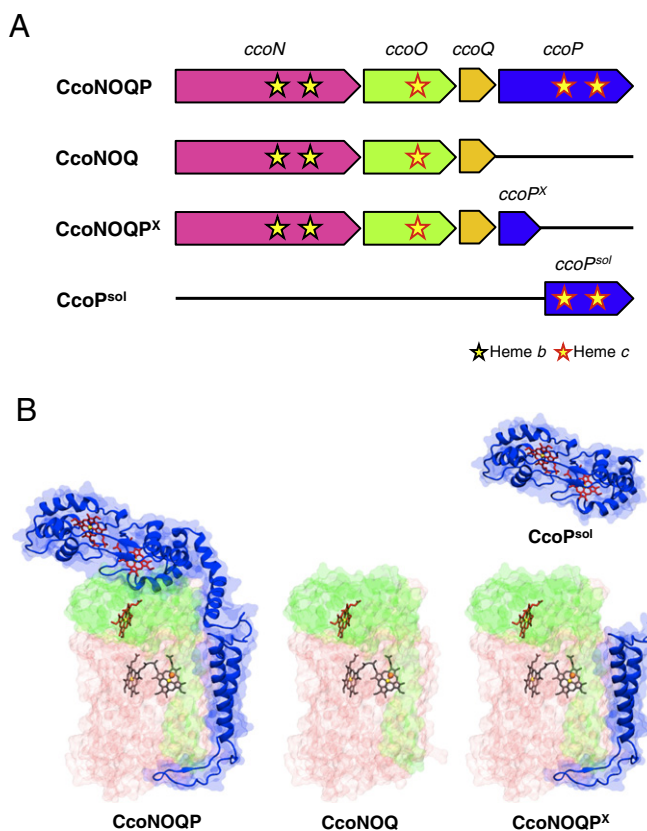 A
ccoN ccoO ccoQ ccoP
CcoNOQP
CcoNOQ
ccoPX
CcoNOQPX
ccoPsol
CcoPsol
Heme b Heme c
B
CcoPsol
CcoNOQP CcoNOQ CcoNOQPX